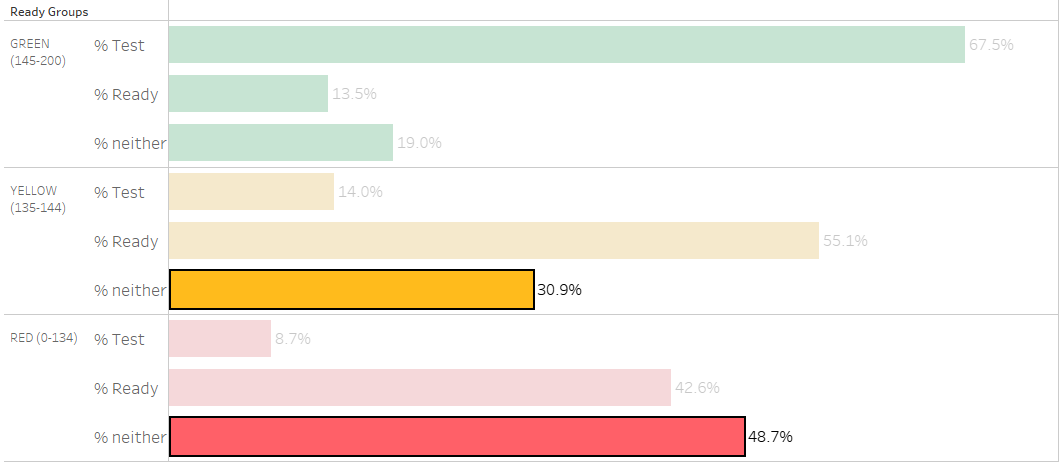 Ready Groups
GREEN
(145-200)
% Test
67.5%
% Ready
13.5%
% neither
19.0%
YELLOW
(135-144)
% Test
14.0%
% Ready
55.1%
% neither
30.9%
RED (0-134)
% Test
8.7%
% Ready
42.6%
% neither
48.7%